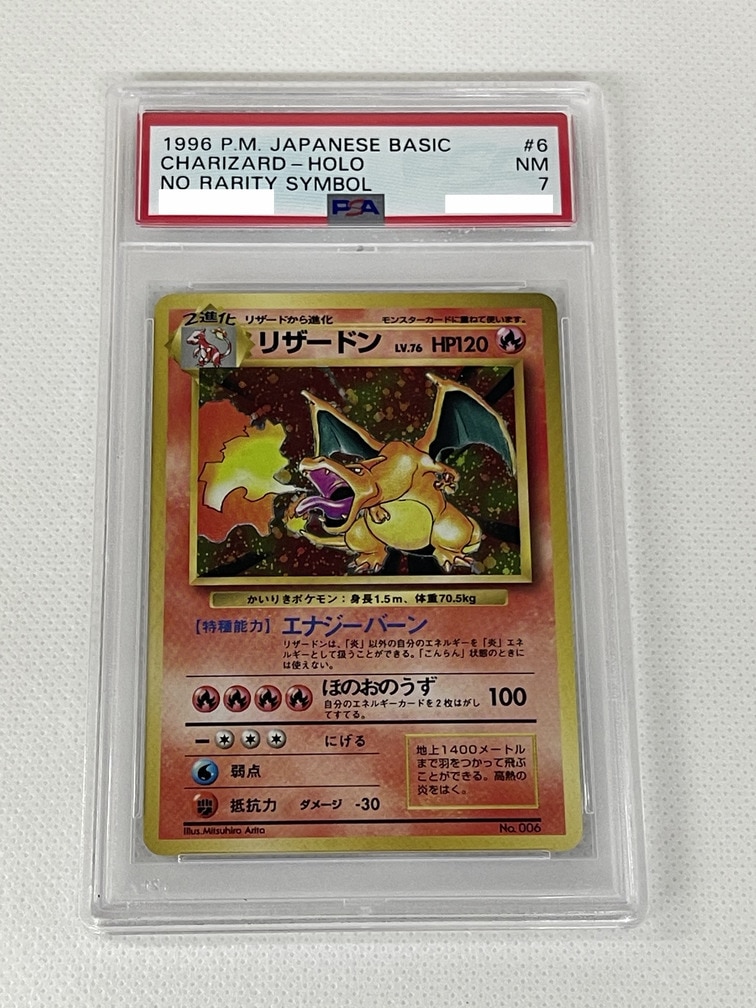 1996 P.M. JAPANESE BASIC #6
CHARIZARD-HOLO NM
NO RARITY SYMBOL 7
PSA
2進化 リザードから進化 モンスターカードに重ねて使います。
リザードン LV.76 HP120
かいりきポケモン：身長1.5m、体重70.5kg
【特種能力】エナジーバーン
リザードンは、「炎」以外の自分のエネルギーを「炎」エネ
ルギーとして扱うことができる。「こんらん」状態のときに
は使えない。
ほのおのうず 100
自分のエネルギーカードを2枚はがし
てすてる。
にげる
弱点
抵抗力 ダメージ -30
地上1400メートル
まで羽をつかって飛ぶ
ことができる。高熱の
炎をはく。
Illus.Mitsuhiro Arita No.006